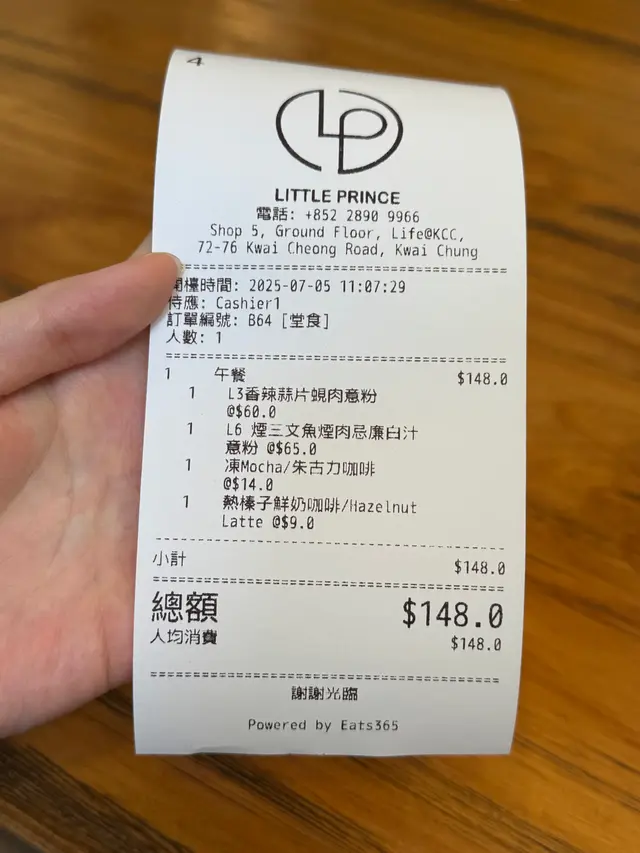 4
LP
LITTLE PRINCE
電話: +852 2890 9966
Shop 5, Ground Floor, Life@KCC,
72-76 Kwai Cheong Road, Kwai Chung
開檯時間: 2025-07-05 11:07:29
侍應: Cashier1
訂單編號: B64 [堂食]
人數: 1
1 午餐 $148.0
1 L3香辣蒜片蜆肉意粉
@$60.0
1 L6 煙三文魚煙肉忌廉白汁
意粉 @$65.0
1 凍Mocha/朱古力咖啡
@$14.0
1 熱榛子鮮奶咖啡/Hazelnut
Latte @$9.0
小計 $148.0
總額 $148.0
人均消費 $148.0
謝謝光臨
Powered by Eats365